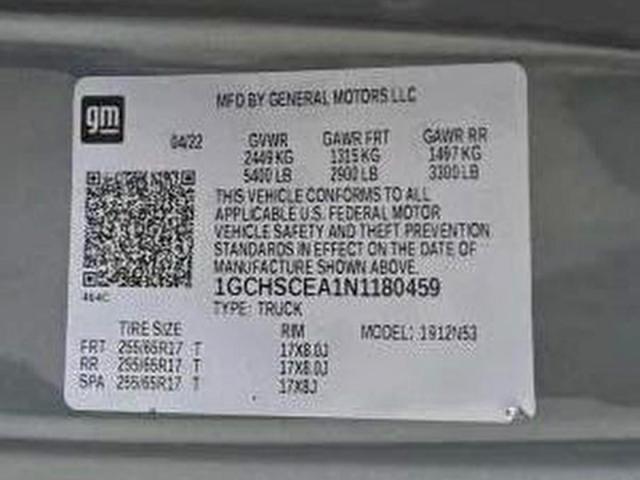 gm
MFD BY GENERAL MOTORS LLC
04/22 GVWR GAWR FRT GAWR RR
2449 KG 1315 KG 1497 KG
5400 LB 2900 LB 3300 LB
THIS VEHICLE CONFORMS TO ALL
APPLICABLE U.S. FEDERAL MOTOR
VEHICLE SAFETY AND THEFT PREVENTION
STANDARDS IN EFFECT ON THE DATE OF
MANUFACTURE SHOWN ABOVE.
1GCHSCEA1N1180459
TYPE: TRUCK
TIRE SIZE RIM MODEL: 1912N53
FRT 255/65R17 T 17X8.0J
RR 255/65R17 T 17X8.0J
SPA 255/65R17 T 17X8J